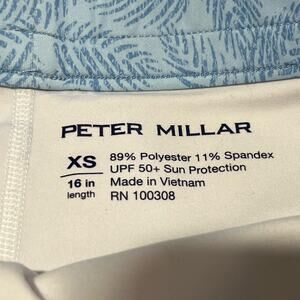 PETER MILLAR
XS
16 in
length
89% Polyester 11% Spandex
UPF 50+ Sun Protection
Made in Vietnam
RN 100308